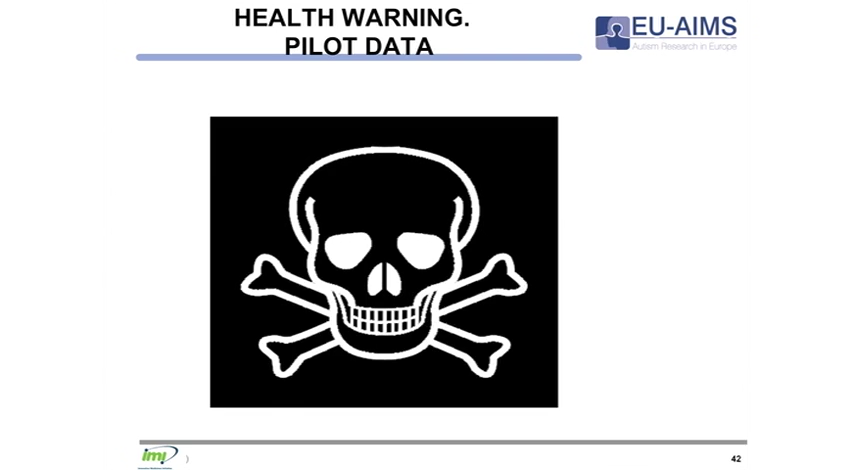 HEALTH WARNING.
PILOT DATA
EU-AIMS
Autism Research in Europe
imi
)
42